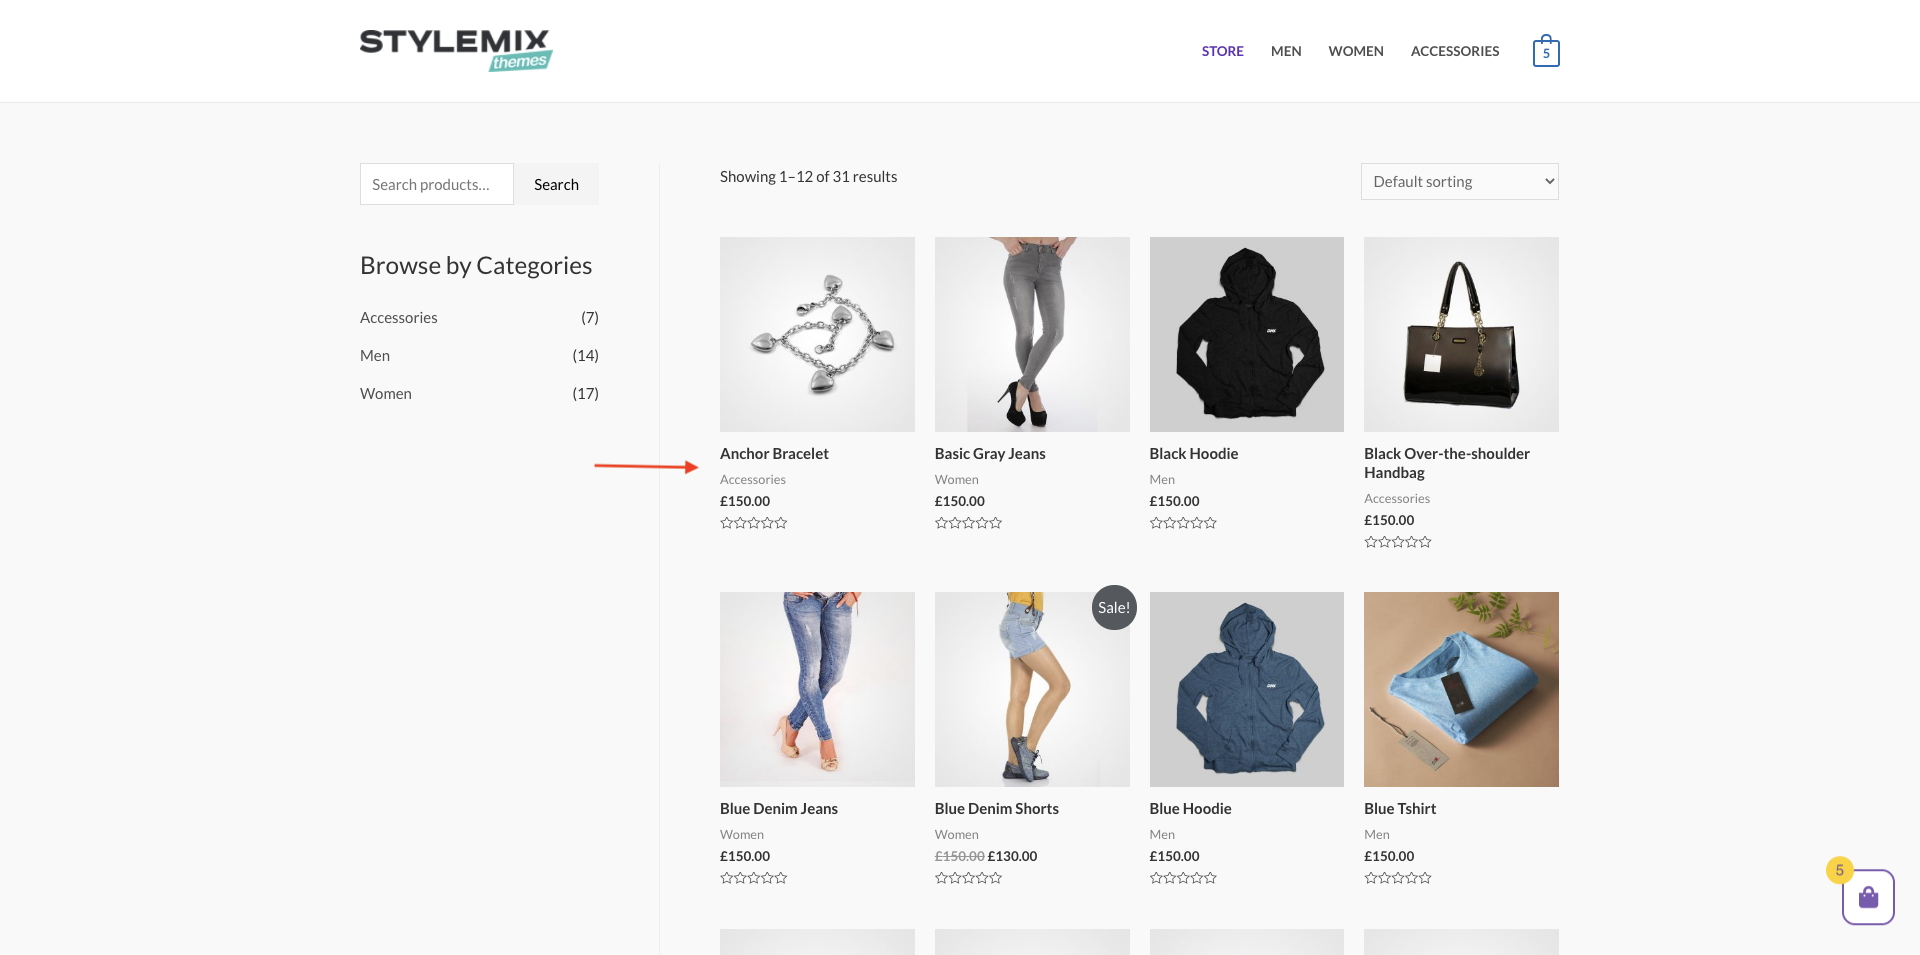 STYLEMIX
themes
STORE
MEN
WOMEN
ACCESSORIES
5
Search products...
Search
Showing 1–12 of 31 results
Default sorting
Browse by Categories
Accessories (7)
Men (14)
Women (17)
Anchor Bracelet
Accessories
£150.00
Basic Gray Jeans
Women
£150.00
Black Hoodie
Men
£150.00
Black Over-the-shoulder
Handbag
Accessories
£150.00
Sale!
Blue Denim Jeans
Women
£150.00
Blue Denim Shorts
Women
£150.00 £130.00
Blue Hoodie
Men
£150.00
Blue Tshirt
Men
£150.00
5